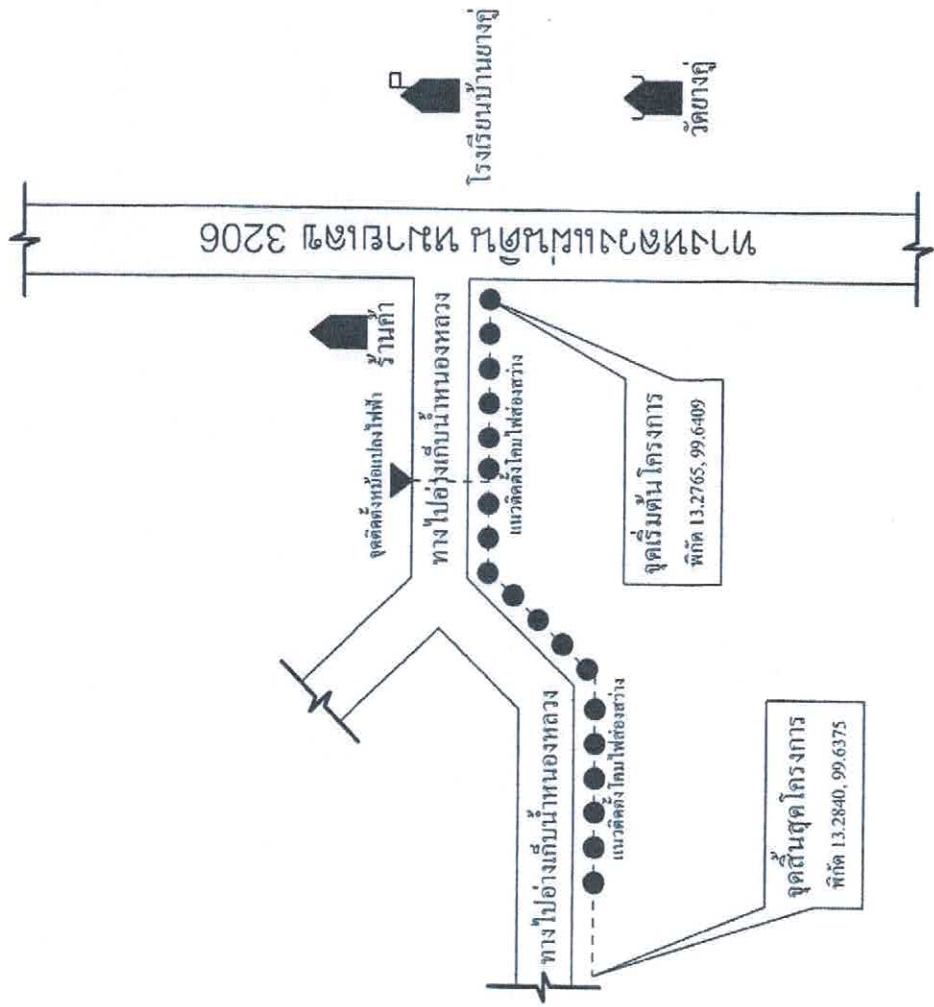 โรงเรียนบ้านยางคู่
วัดยางคู่
ทางหลวงแผ่นดิน หมายเลข 3206
ร้านค้า
จุดติดตั้งหม้อแปลงไฟฟ้า
ทางไปอ่างเก็บน้ำหนองหลวง
แนวติดตั้งโคมไฟส่องสว่าง
จุดเริ่มต้นโครงการ
พิกัด 13.2765, 99.6409
ทางไปอ่างเก็บน้ำหนองหลวง
แนวติดตั้งโคมไฟส่องสว่าง
จุดสิ้นสุดโครงการ
พิกัด 13.2840, 99.6375